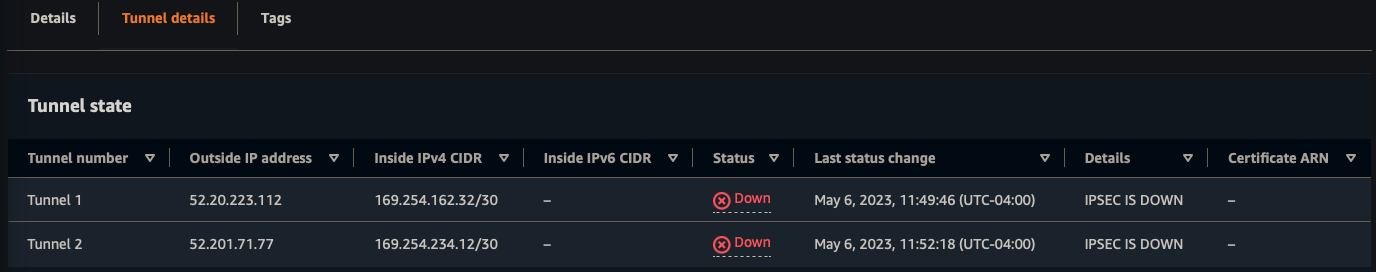 Details Tunnel details Tags
Tunnel state
Tunnel number Outside IP address Inside IPv4 CIDR Inside IPv6 CIDR Status Last status change Details Certificate ARN
Tunnel 1 52.20.223.112 169.254.162.32/30 – Down May 6, 2023, 11:49:46 (UTC-04:00) IPSEC IS DOWN –
Tunnel 2 52.201.71.77 169.254.234.12/30 – Down May 6, 2023, 11:52:18 (UTC-04:00) IPSEC IS DOWN –